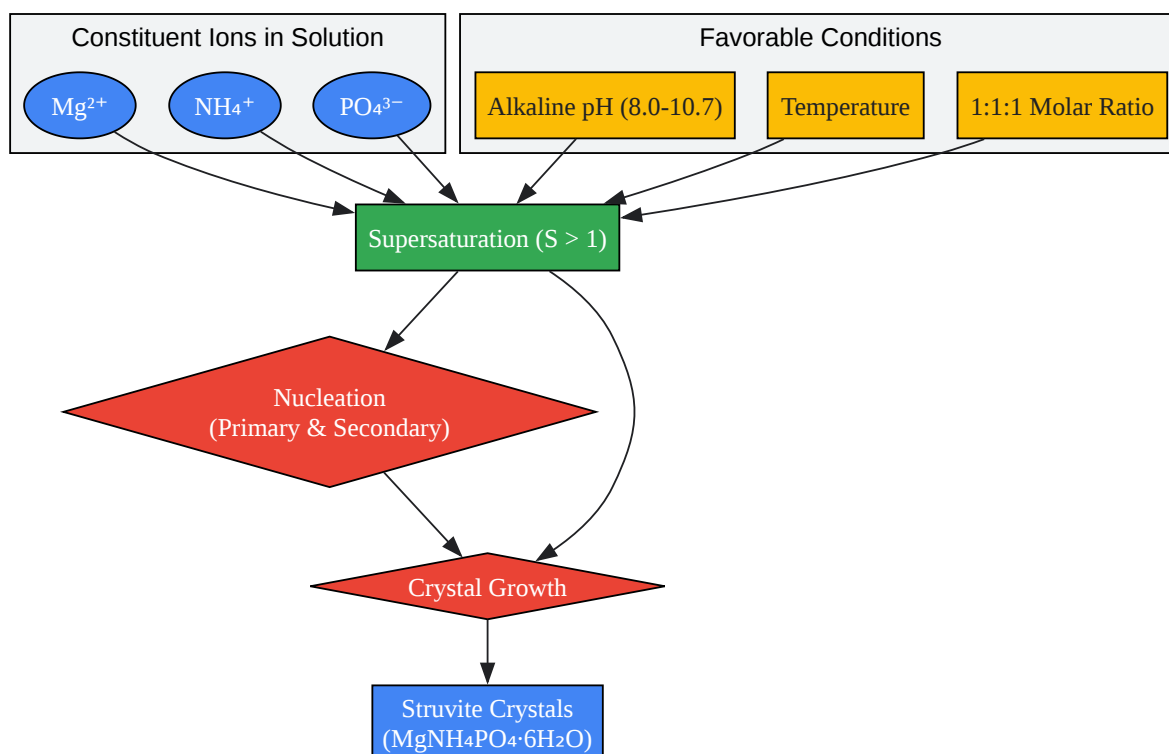 Constituent Ions in Solution
Favorable Conditions
Mg²⁺
NH₄⁺
PO₄³⁻
Alkaline pH (8.0-10.7)
Temperature
1:1:1 Molar Ratio
Supersaturation (S > 1)
Nucleation
(Primary & Secondary)
Crystal Growth
Struvite Crystals
(MgNH₄PO₄·6H₂O)